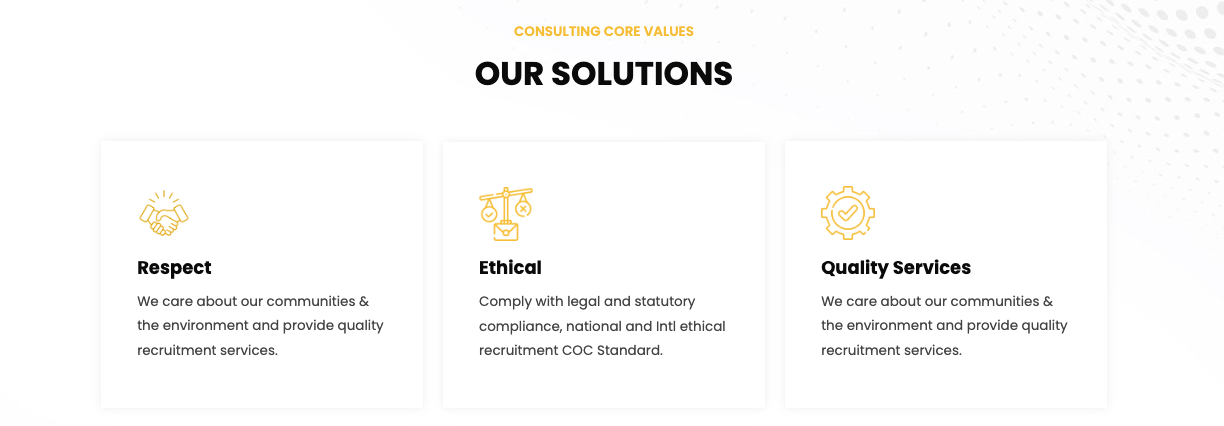 CONSULTING CORE VALUES
OUR SOLUTIONS
Respect
We care about our communities &
the environment and provide quality
recruitment services.
Ethical
Comply with legal and statutory
compliance, national and Intl ethical
recruitment COC Standard.
Quality Services
We care about our communities &
the environment and provide quality
recruitment services.